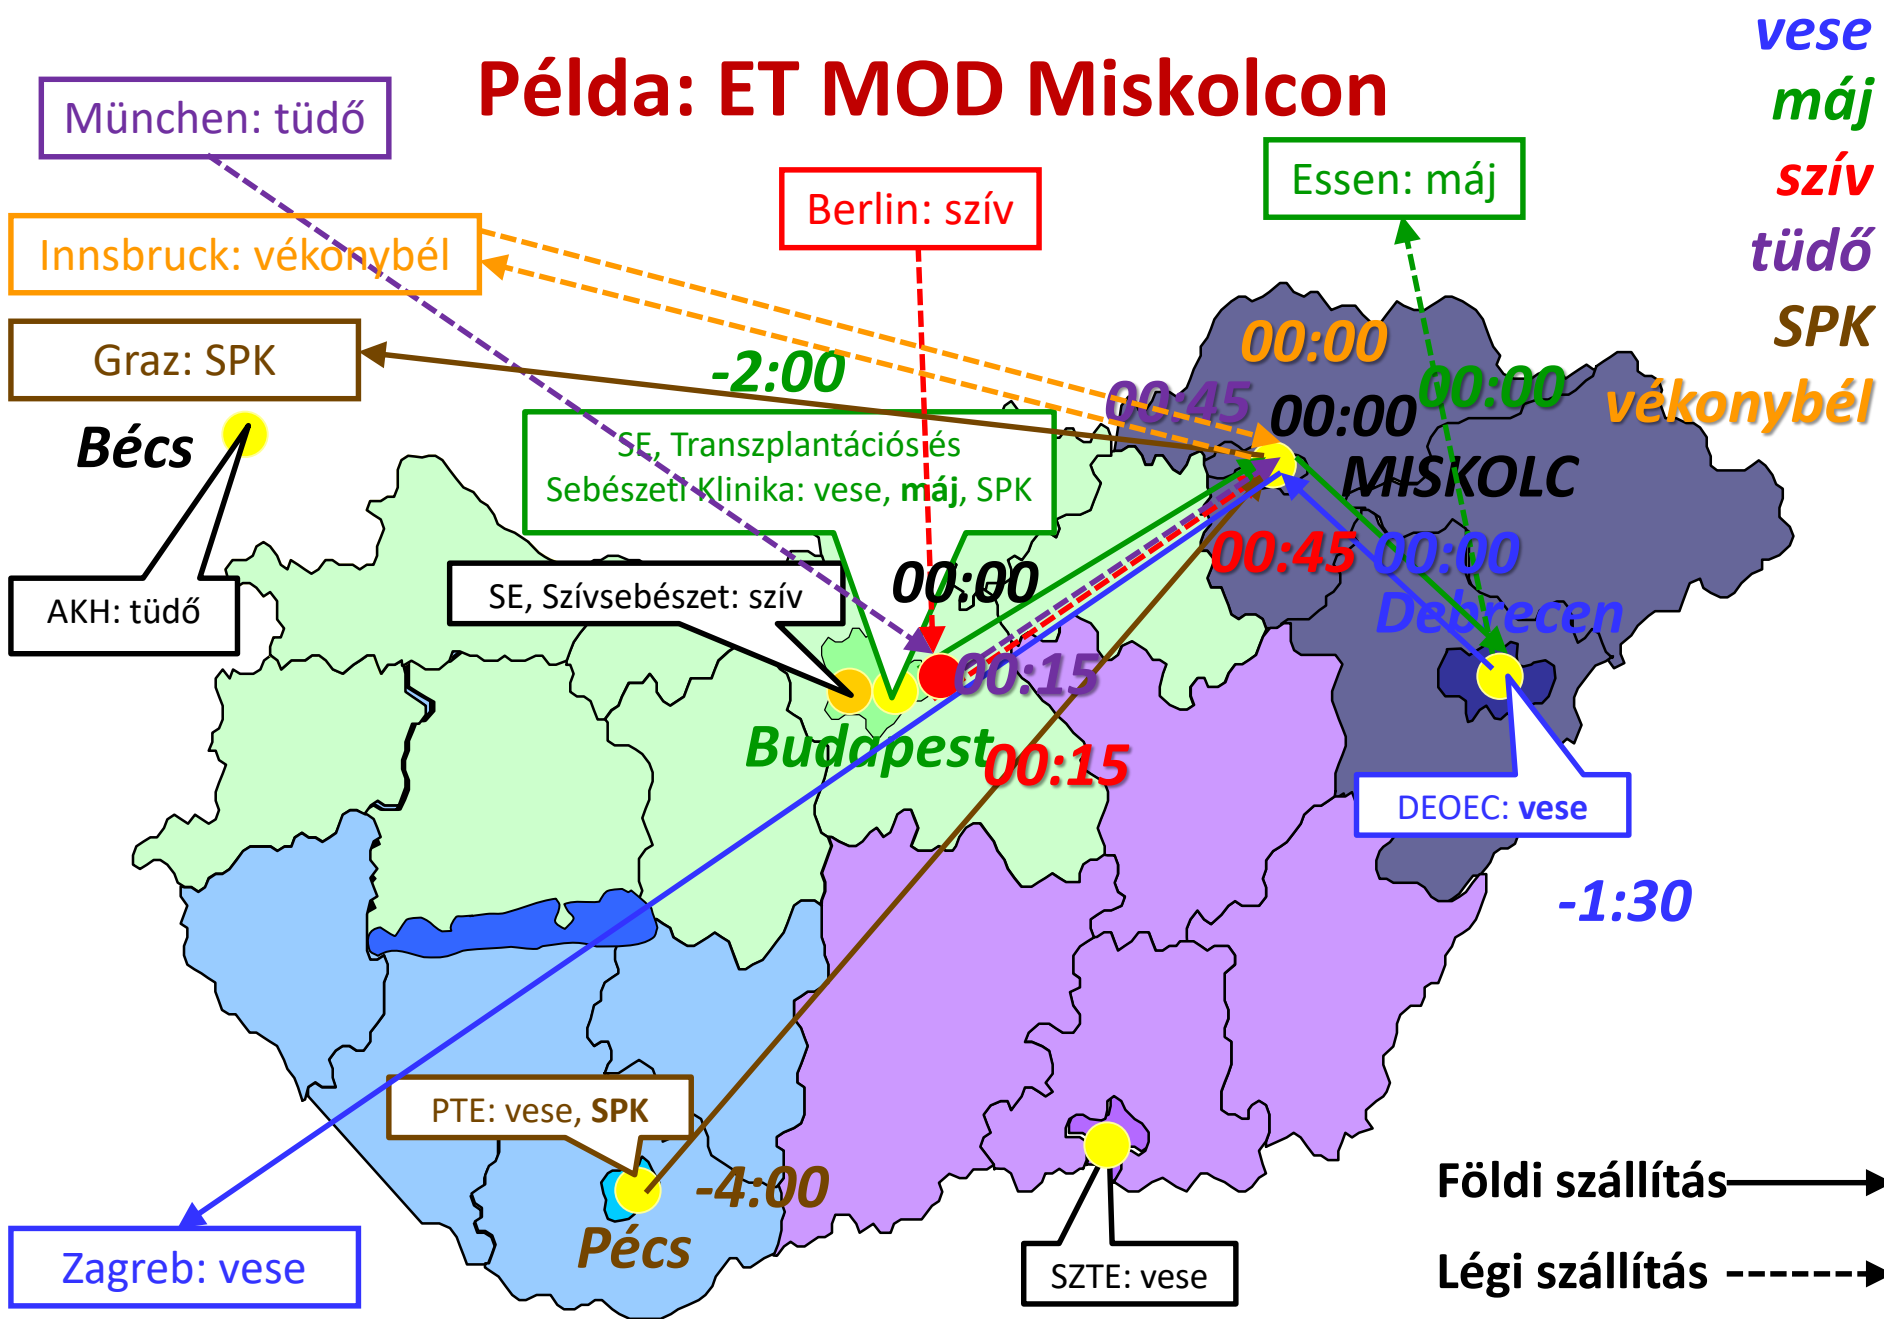 Példa: ET MOD Miskolcon
vese
máj
szív
tüdő
SPK
vékonybél
München: tüdő
Berlin: szív
Essen: máj
Innsbruck: vékonybél
Graz: SPK
-2:00
00:00
00:45
00:00
00:00
Bécs
MISKOLC
SE, Transzplantációs és
Sebészeti Klinika: vese, máj, SPK
AKH: tüdő
SE, Szívsebészet: szív
00:00
00:45
00:00
Debrecen
00:15
Budapest
00:15
DEOEC: vese
-1:30
PTE: vese, SPK
-4:00
Pécs
Zagreb: vese
SZTE: vese
Földi szállítás
Légi szállítás